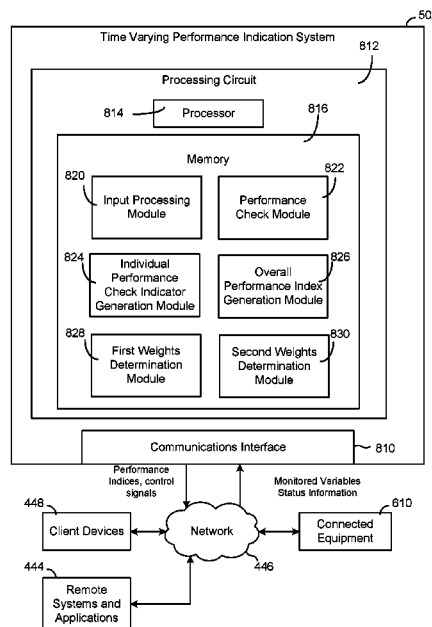 50
Time Varying Performance Indication System
812
Processing Circuit
814
Processor
816
Memory
820
822
Input Processing
Module
Performance
Check Module
824
826
Individual
Performance
Check Indicator
Generation Module
Overall
Performance Index
Generation Module
828
830
First Weights
Determination
Module
Second Weights
Determination
Module
Communications Interface
810
Performance
Indices, control
signals
Monitored Variables
Status Information
448
610
Client Devices
Network
Connected
Equipment
444
446
Remote
Systems and
Applications